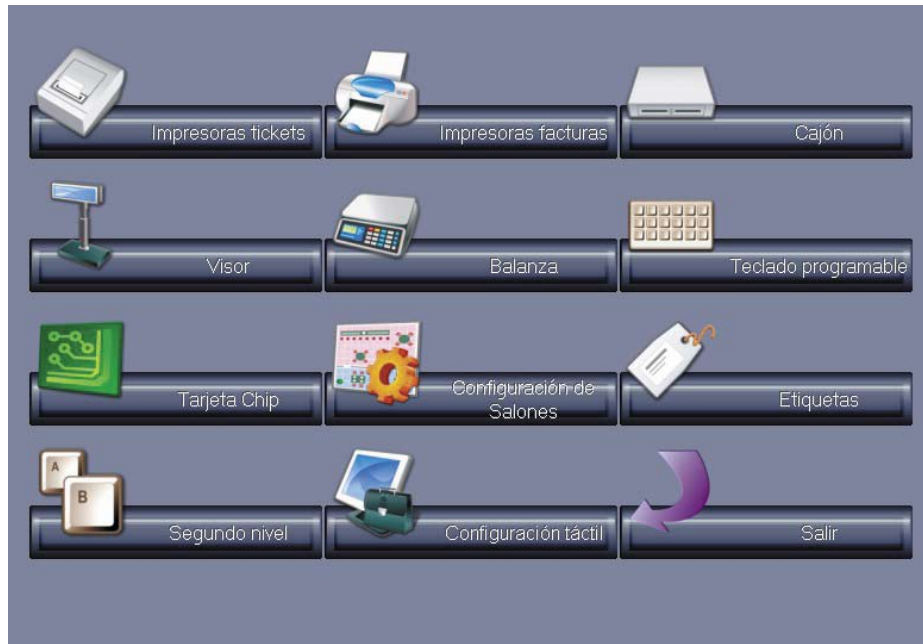 Impresoras tickets
Impresoras facturas
Cajón
Visor
Balanza
Teclado programable
Tarjeta Chip
Configuración de
Salones
Etiquetas
A
B
Segundo nivel
Configuración táctil
Salir